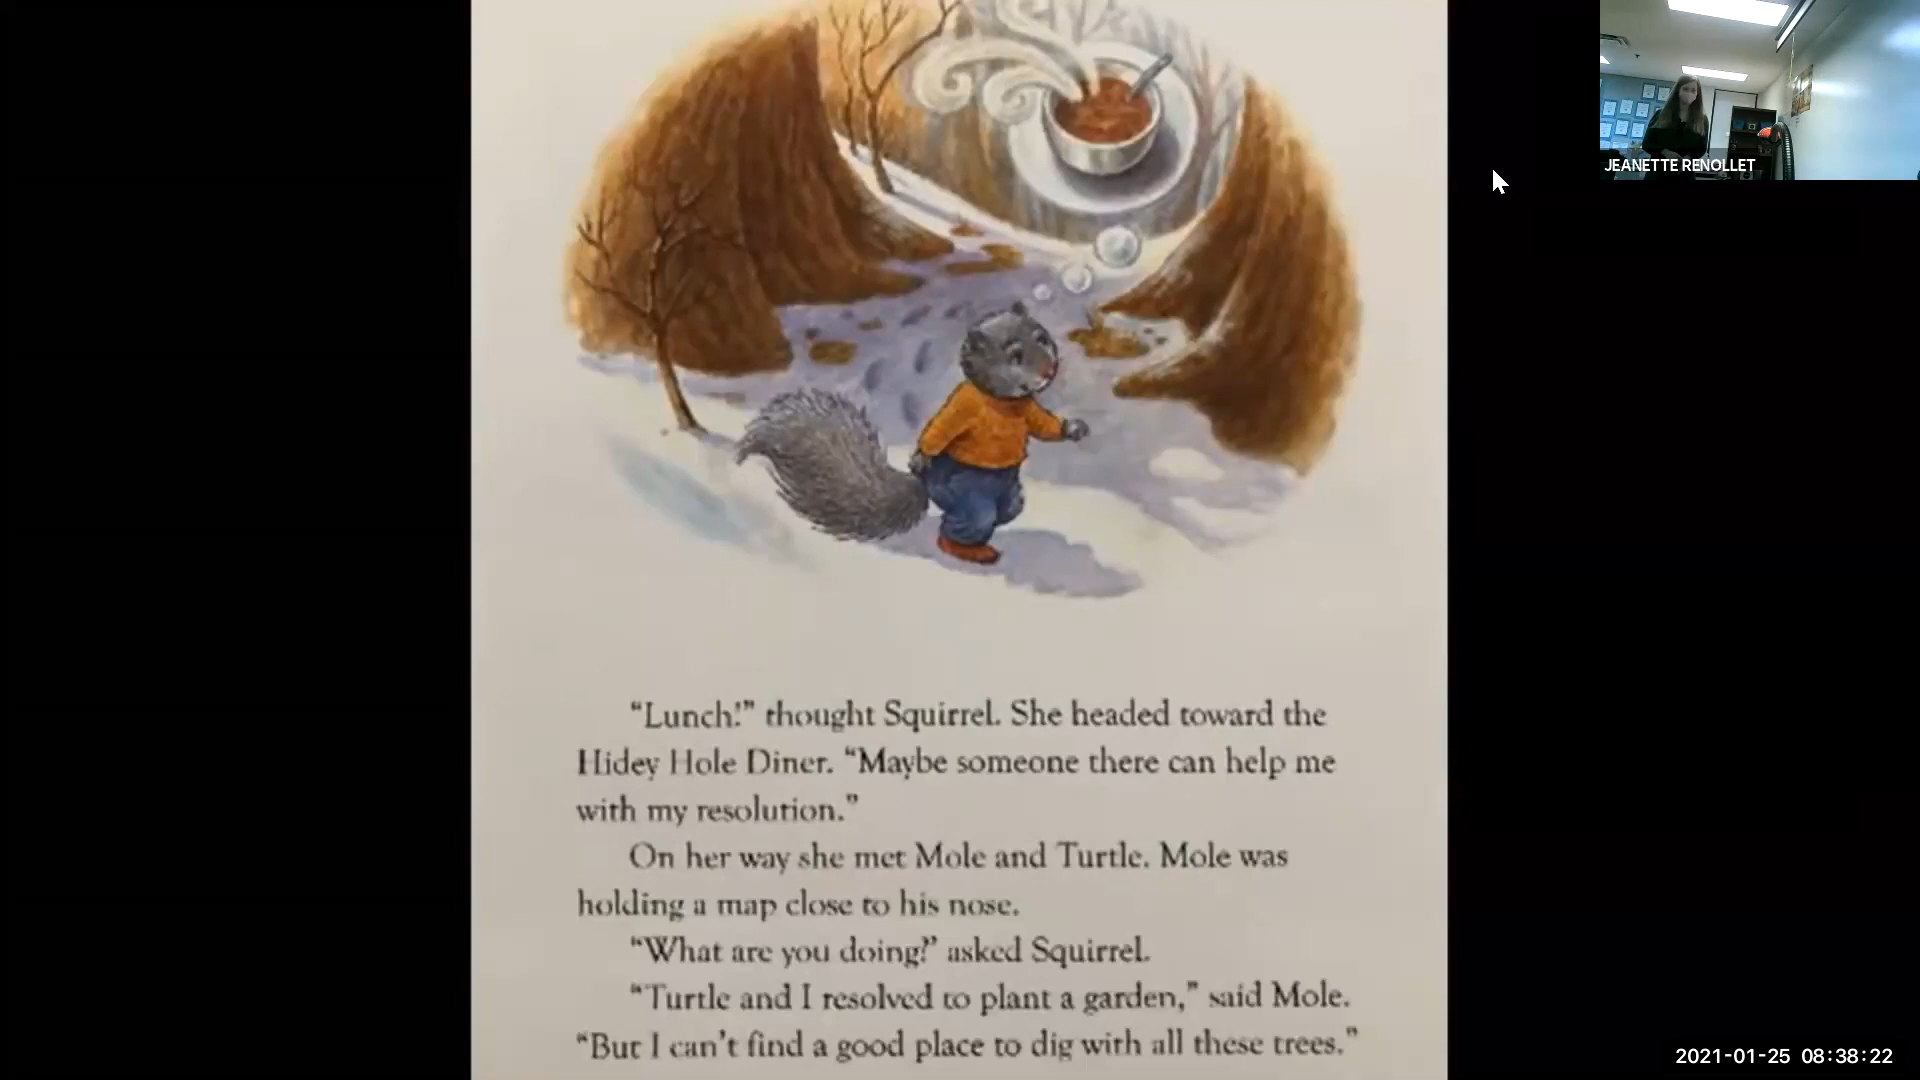 JEANETTE RENOLLET
“Lunch!” thought Squirrel. She headed toward the
Hidey Hole Diner. “Maybe someone there can help me
with my resolution.”
On her way she met Mole and Turtle. Mole was
holding a map close to his nose.
“What are you doing?” asked Squirrel.
“Turtle and I resolved to plant a garden,” said Mole.
“But I can’t find a good place to dig with all these trees.”
2021-01-25 08:38:22